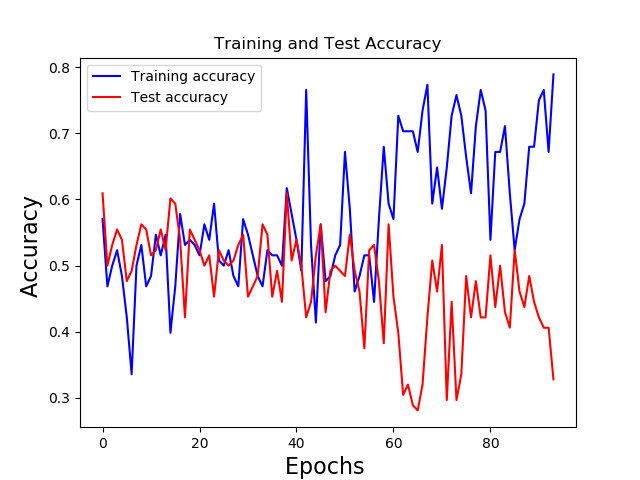 Training and Test Accuracy
Training accuracy
Test accuracy
Accuracy
0.8
0.7
0.6
0.5
0.4
0.3
0 20 40 60 80
Epochs